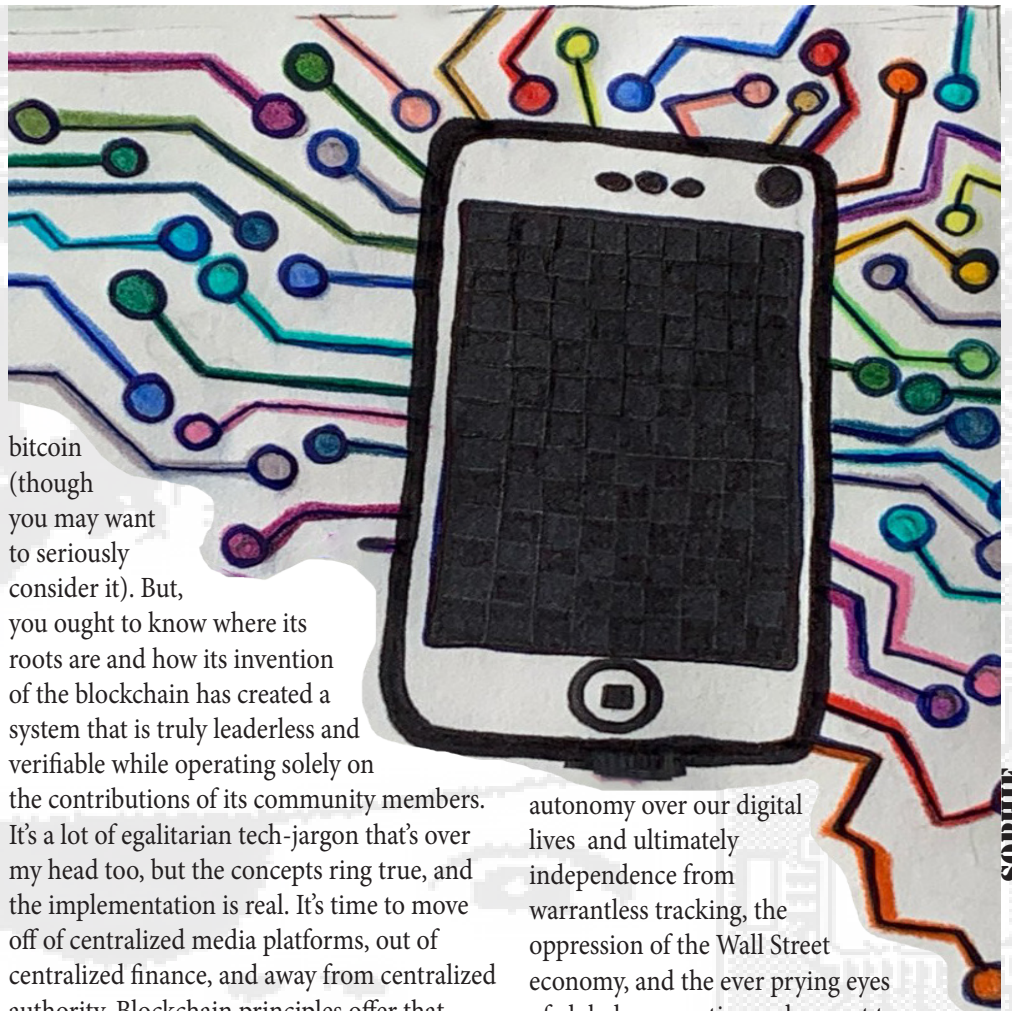 bitcoin
(though
you may want
to seriously
consider it). But,
you ought to know where its
roots are and how its invention
of the blockchain has created a
system that is truly leaderless and
verifiable while operating solely on
the contributions of its community members.
It's a lot of egalitarian tech-jargon that's over
my head too, but the concepts ring true, and
the implementation is real. It's time to move
off of centralized media platforms, out of
centralized finance, and away from centralized
authority. Blockchain principles offer that
autonomy over our digital
lives and ultimately
independence from
warrantless tracking, the
oppression of the Wall Street
economy, and the ever prying eyes